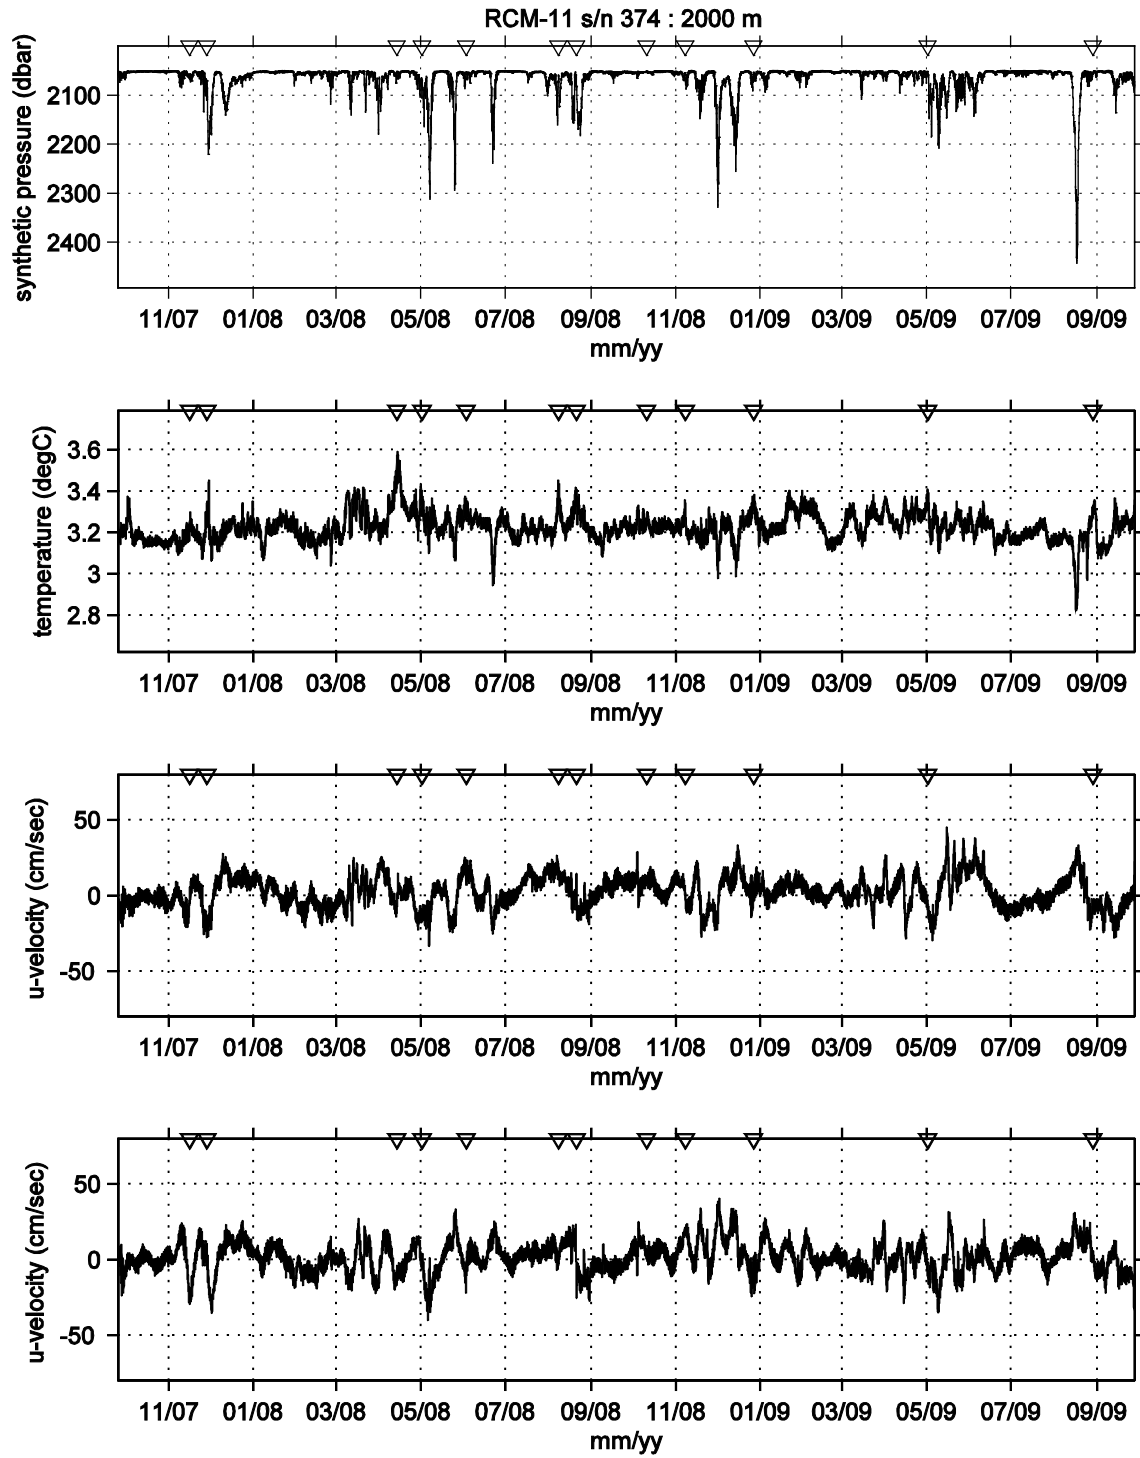 RCM-11 s/n 374 : 2000 m
synthetic pressure (dbar)
2100
2200
2300
2400
11/07 01/08 03/08 05/08 07/08 09/08 11/08 01/09 03/09 05/09 07/09 09/09
mm/yy
temperature (degC)
3.6
3.4
3.2
3
2.8
11/07 01/08 03/08 05/08 07/08 09/08 11/08 01/09 03/09 05/09 07/09 09/09
mm/yy
u-velocity (cm/sec)
50
0
-50
11/07 01/08 03/08 05/08 07/08 09/08 11/08 01/09 03/09 05/09 07/09 09/09
mm/yy
u-velocity (cm/sec)
50
0
-50
11/07 01/08 03/08 05/08 07/08 09/08 11/08 01/09 03/09 05/09 07/09 09/09
mm/yy